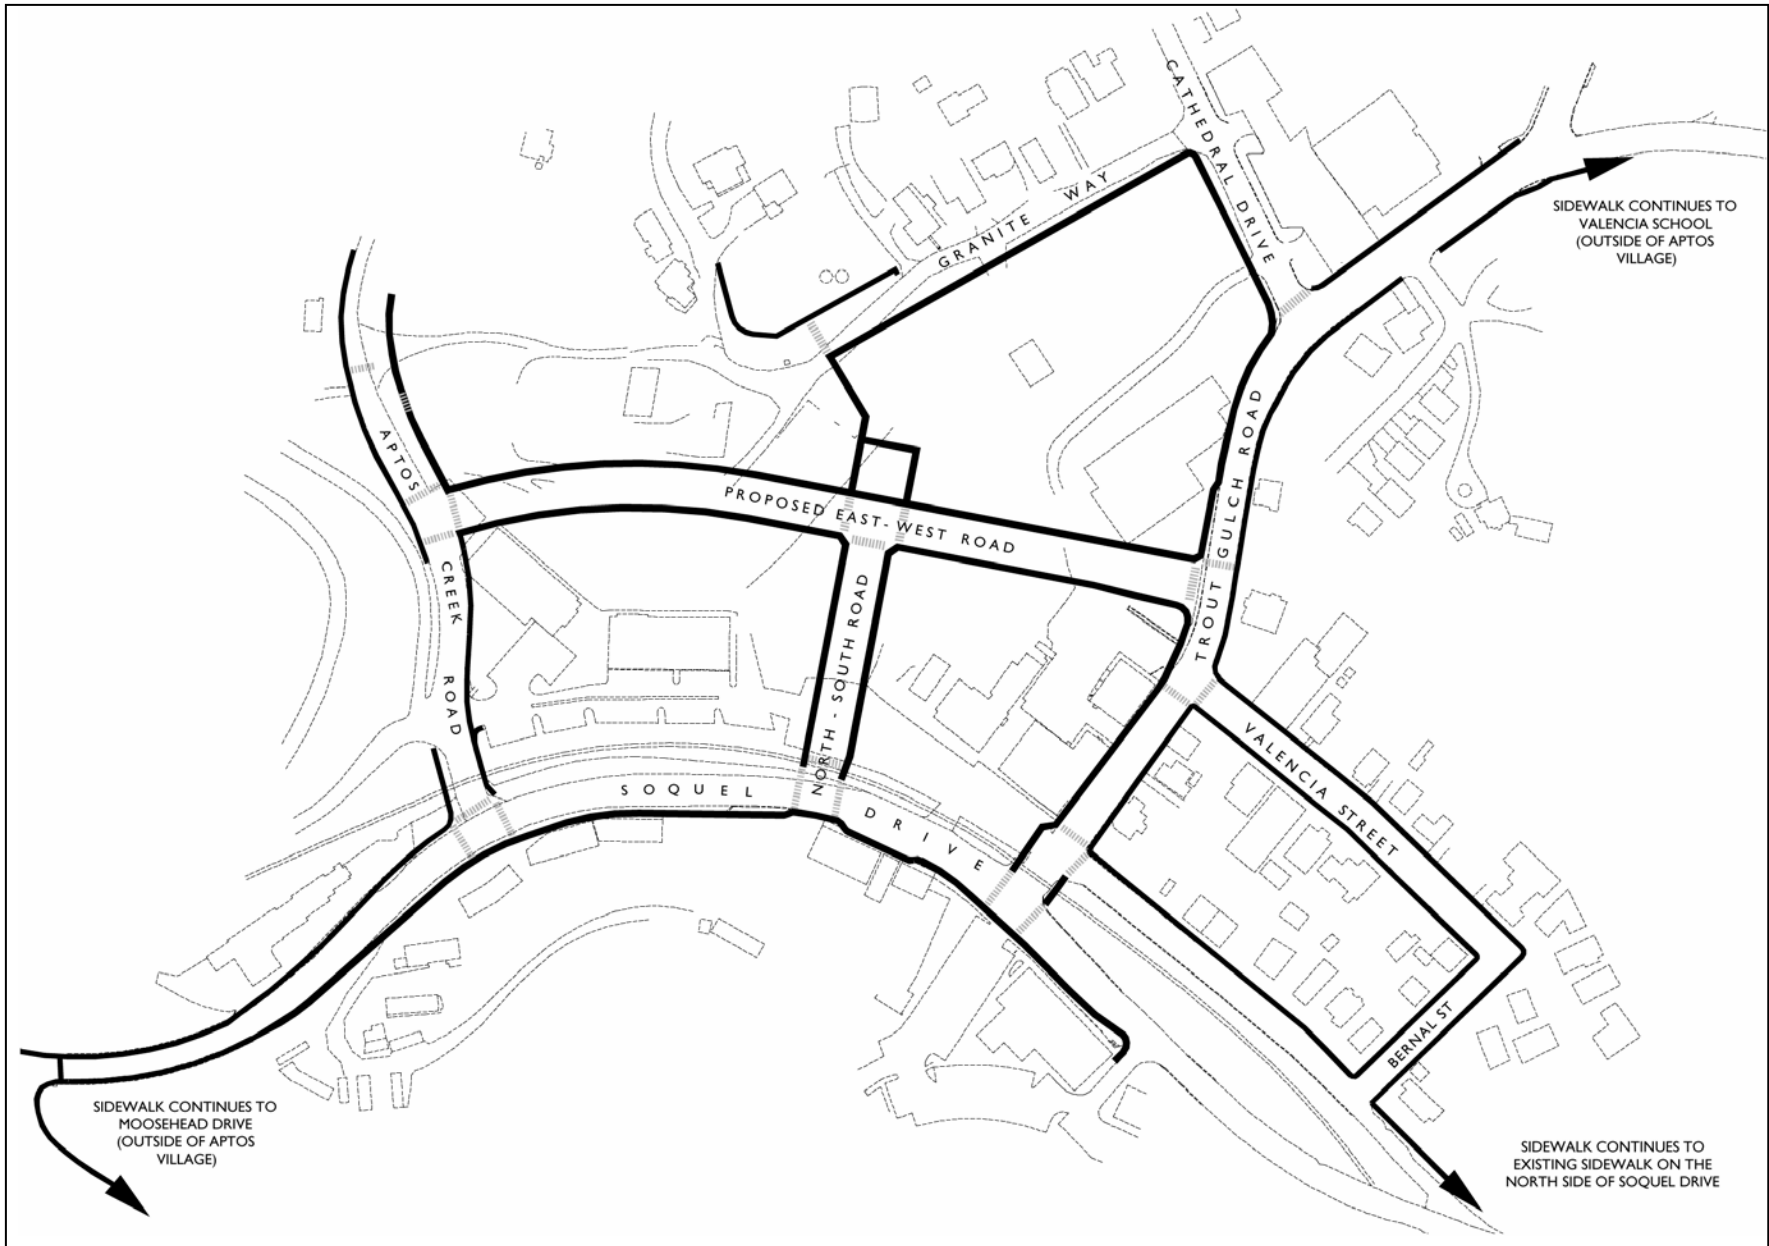 CATHEDRAL DRIVE
GRANITE WAY
SIDEWALK CONTINUES TO
VALENCIA SCHOOL
(OUTSIDE OF APTOS
VILLAGE)
APTOS CREEK ROAD
PROPOSED EAST-WEST ROAD
TROUT GULCH ROAD
NORTH - SOUTH ROAD
VALENCIA STREET
SOQUEL DRIVE
BERNAL ST
SIDEWALK CONTINUES TO
MOOSEHEAD DRIVE
(OUTSIDE OF APTOS
VILLAGE)
SIDEWALK CONTINUES TO
EXISTING SIDEWALK ON THE
NORTH SIDE OF SOQUEL DRIVE